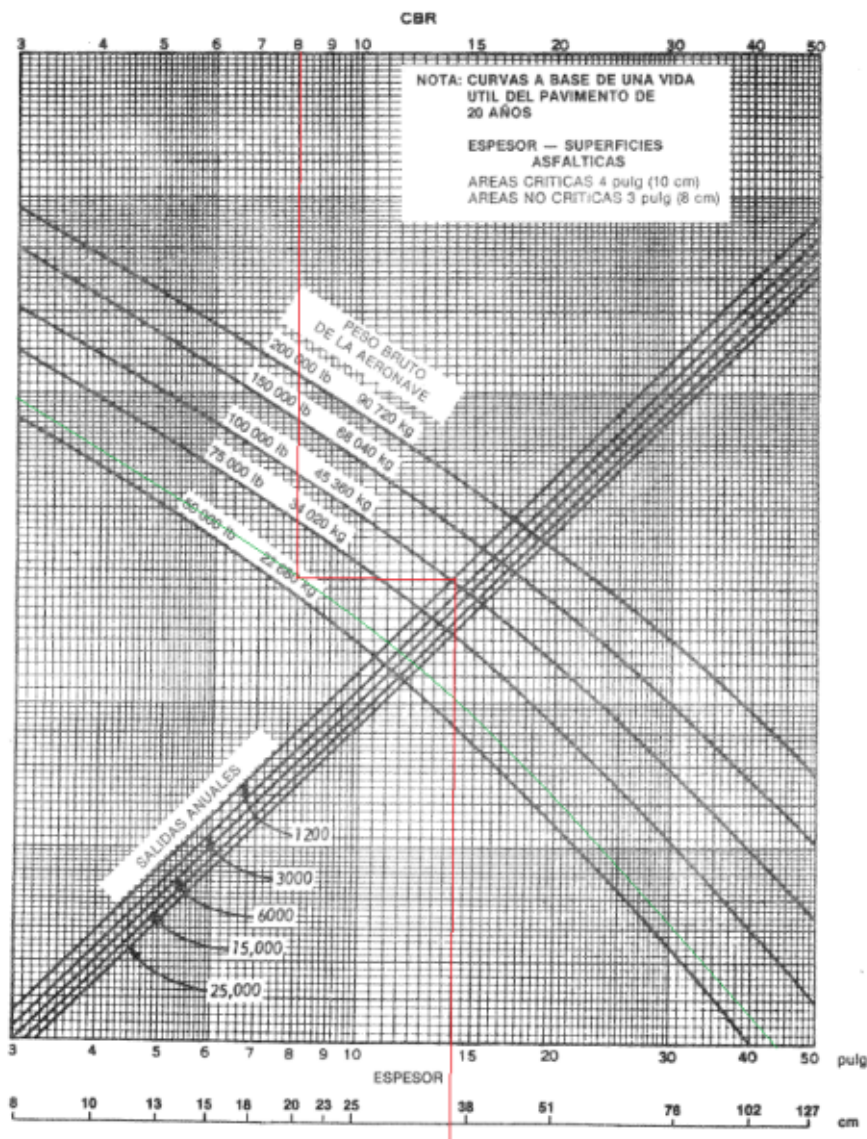 CBR
3 4 5 6 7 8 9 10 15 20 30 40 50
NOTA: CURVAS A BASE DE UNA VIDA
UTIL DEL PAVIMENTO DE
20 AÑOS
ESPESOR — SUPERFICIES
ASFALTICAS
AREAS CRITICAS 4 pulg (10 cm)
AREAS NO CRITICAS 3 pulg (8 cm)
PESO BRUTO
DE LA AERONAVE
200 000 lb 90 720 kg
150 000 lb 68 040 kg
100 000 lb 45 360 kg
75 000 lb 34 020 kg
50 000 lb 22 680 kg
SALIDAS ANUALES
1200
3000
6000
15,000
25,000
3 4 5 6 7 8 9 10 15 20 30 40 50 pulg
ESPESOR
8 10 13 15 18 20 23 25 38 51 76 102 127 cm